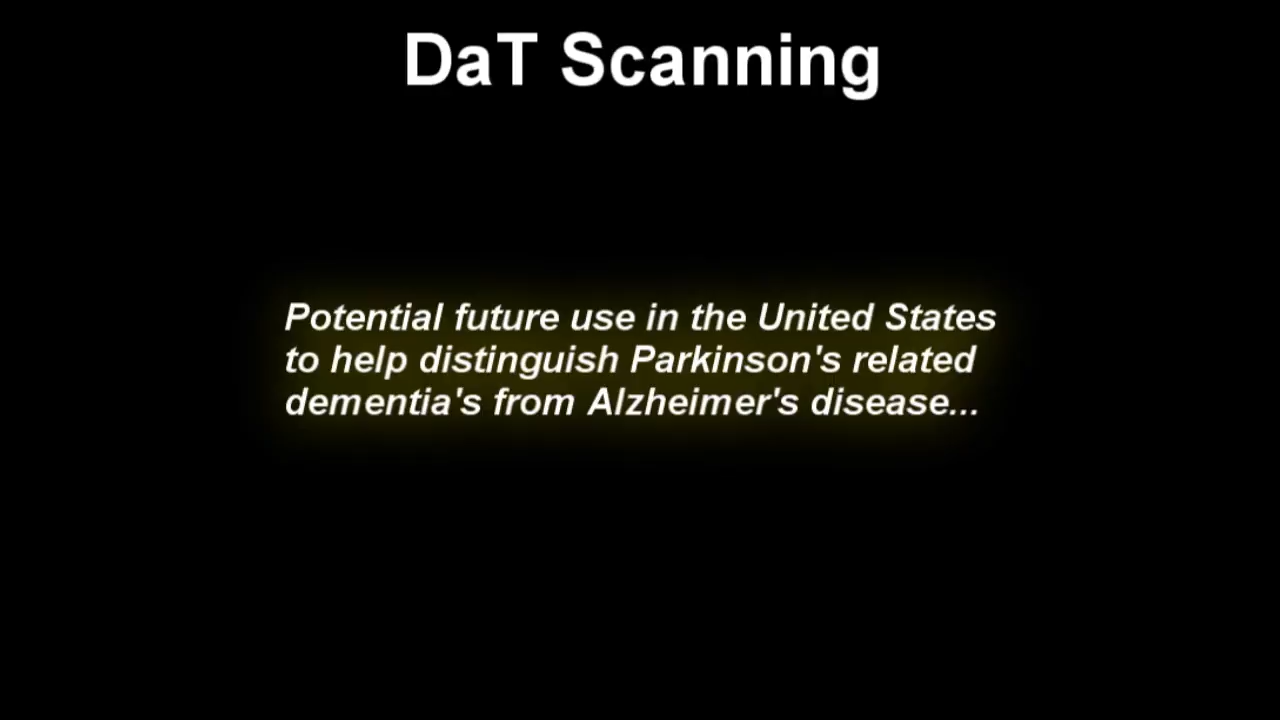 DaT Scanning
Potential future use in the United States
to help distinguish Parkinson's related
dementia's from Alzheimer's disease...